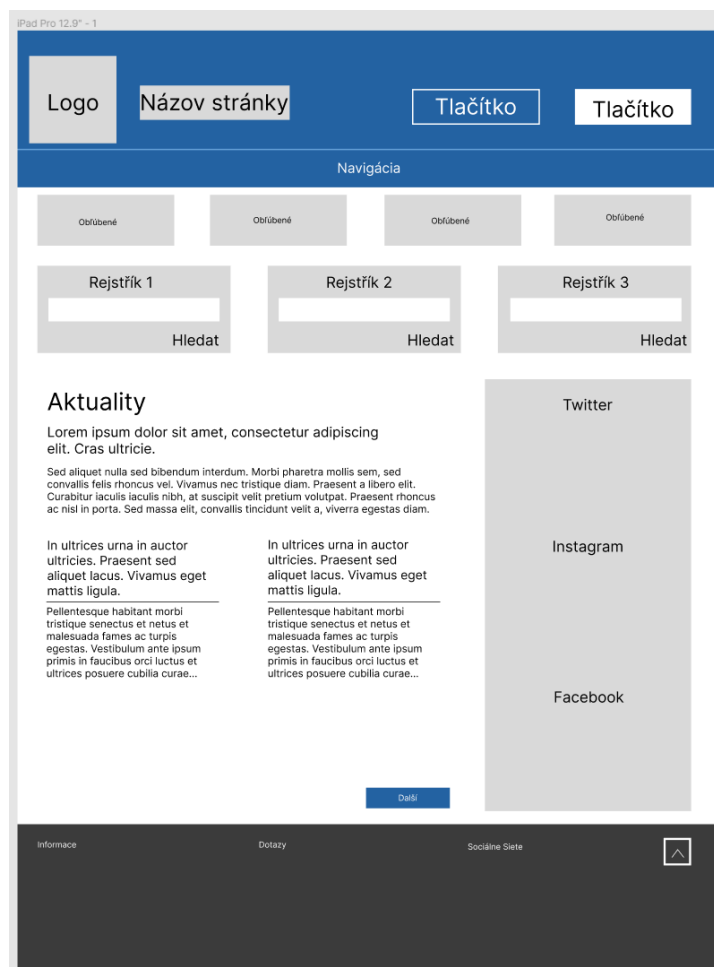 iPad Pro 12.9" - 1
Logo
Názov stránky
Tlačítko
Tlačítko
Navigácia
Obľúbené
Obľúbené
Obľúbené
Obľúbené
Rejstřík 1
Hledat
Rejstřík 2
Hledat
Rejstřík 3
Hledat
Aktuality
Lorem ipsum dolor sit amet, consectetur adipiscing
elit. Cras ultricie.
Sed aliquet nulla sed bibendum interdum. Morbi pharetra mollis sem, sed
convallis felis rhoncus vel. Vivamus nec tristique diam. Praesent a libero elit.
Curabitur iaculis iaculis nibh, at suscipit velit pretium volutpat. Praesent rhoncus
ac nisl in porta. Sed massa elit, convallis tincidunt velit a, viverra egestas diam.
In ultrices urna in auctor
ultricies. Praesent sed
aliquet lacus. Vivamus eget
mattis ligula.
Pellentesque habitant morbi
tristique senectus et netus et
malesuada fames ac turpis
egestas. Vestibulum ante ipsum
primis in faucibus orci luctus et
ultrices posuere cubilia curae...
In ultrices urna in auctor
ultricies. Praesent sed
aliquet lacus. Vivamus eget
mattis ligula.
Pellentesque habitant morbi
tristique senectus et netus et
malesuada fames ac turpis
egestas. Vestibulum ante ipsum
primis in faucibus orci luctus et
ultrices posuere cubilia curae...
Další
Twitter
Instagram
Facebook
Informace
Dotazy
Sociálne Siete